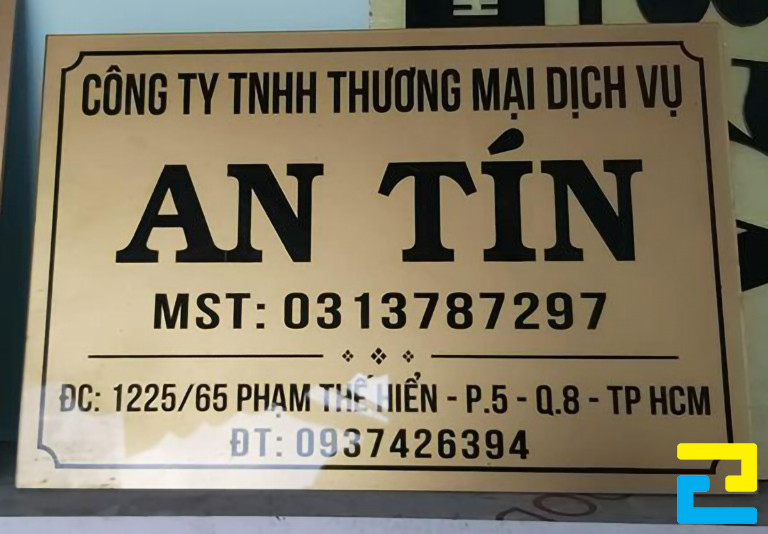 CÔNG TY TNHH THƯƠNG MẠI DỊCH VỤ
AN TÍN
MST: 0313787297
ĐC: 1225/65 PHẠM THẾ HIỂN - P.5 - Q.8 - TP HCM
ĐT: 0937426394